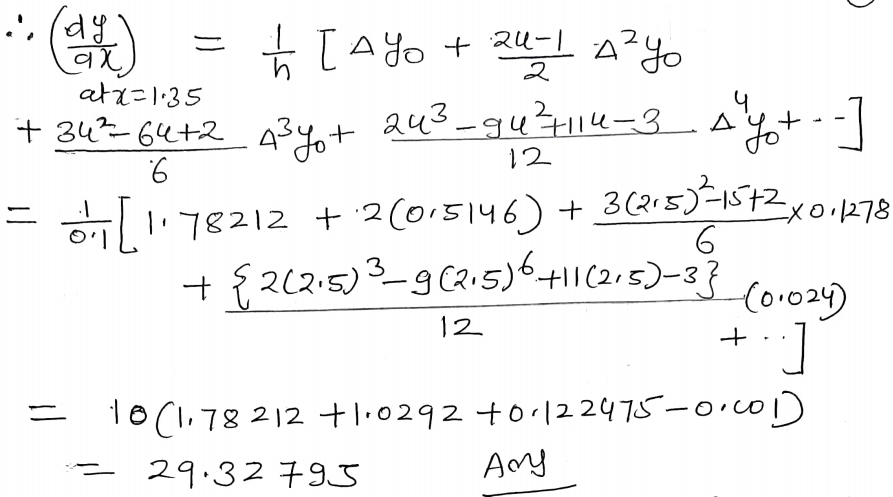 ∴ (dy/dx) = 1/h [ Δy₀ + (2u-1)/2 Δ²y₀
at x=1.35
+ (3u²-6u+2)/6 Δ³y₀ + (2u³-9u²+11u-3)/12 Δ⁴y₀ + --]
= 1/0.1 [1.78212 + 2(0.5146) + (3(2.5)²-15+2)/6 × 0.1278
+ {2(2.5)³-9(2.5)⁶+11(2.5)-3}/12 (0.024)
+ ..]
= 10(1.78212 + 1.0292 + 0.122475 - 0.001)
= 29.32795 Ans